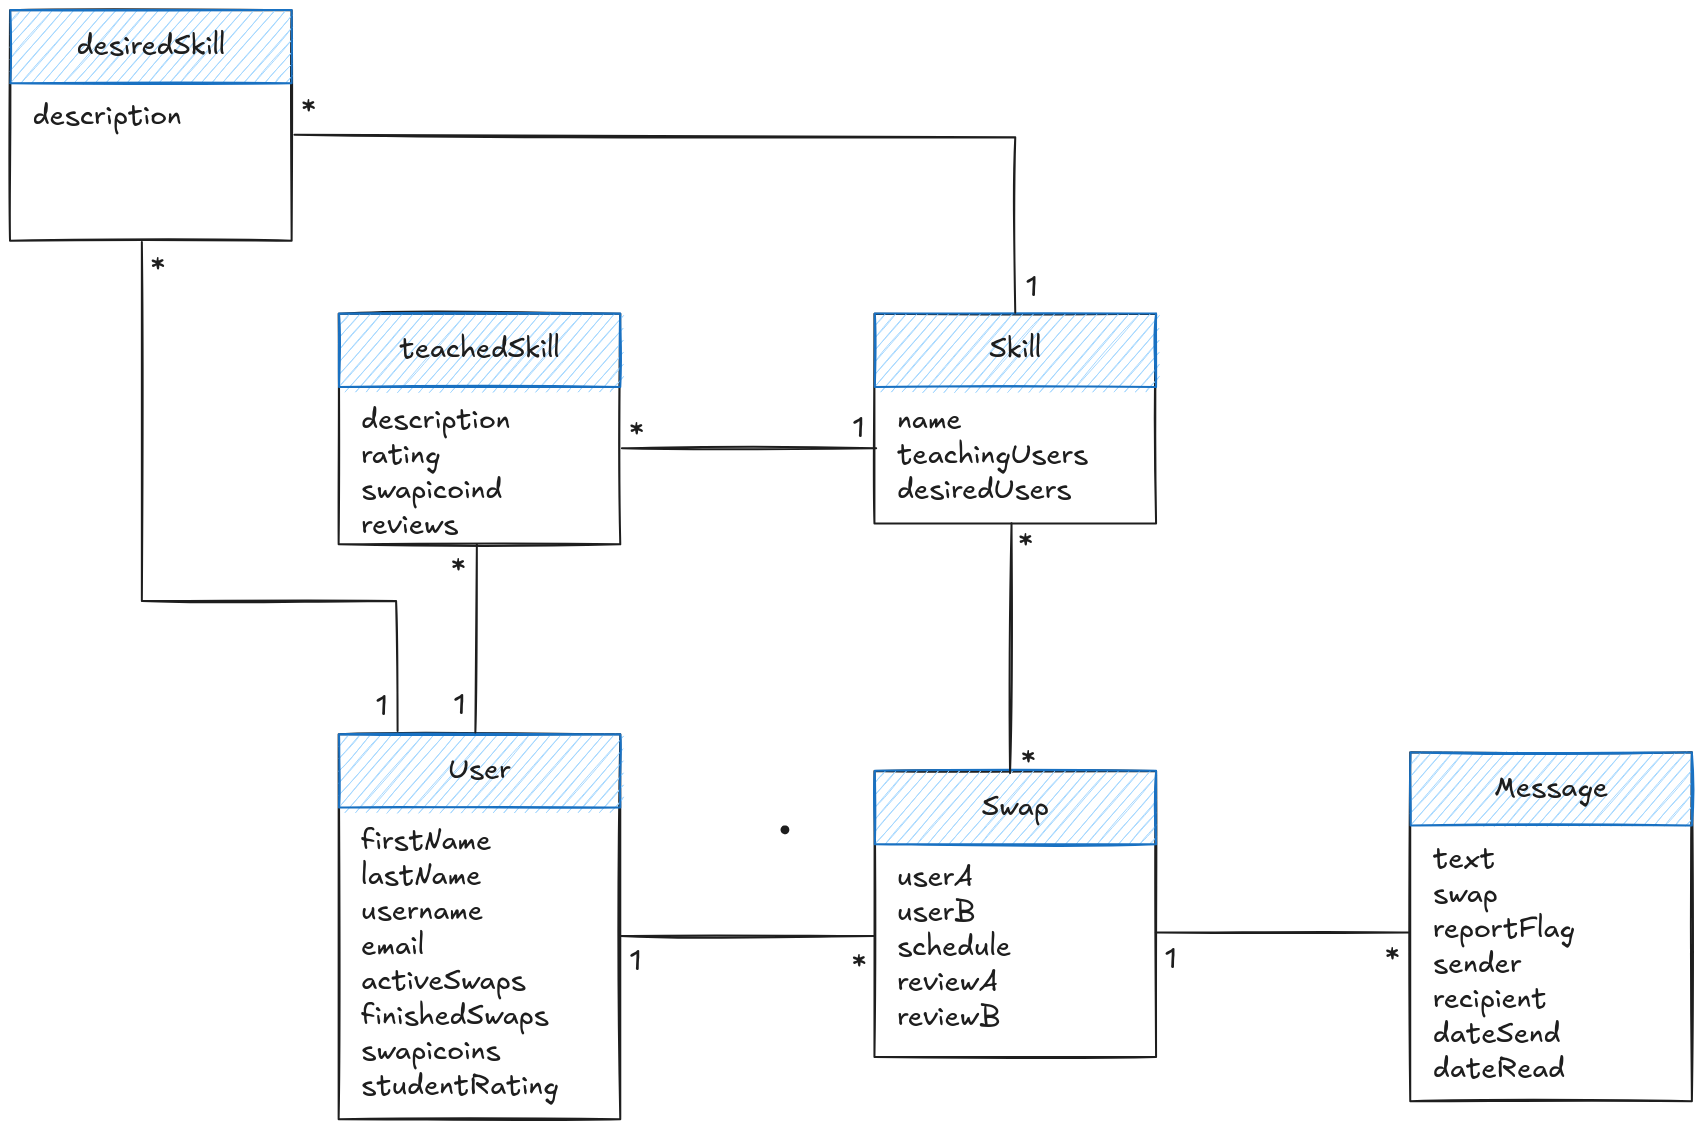 desiredSkill
description
*
*
1
teachedSkill
description
rating
swapicoind
reviews
*
1
Skill
name
teachingUsers
desiredUsers
*
*
1
1
User
firstName
lastName
username
email
activeSwaps
finishedSwaps
swapicoins
studentRating
1
*
*
Swap
userA
userB
schedule
reviewA
reviewB
1
*
Message
text
swap
reportFlag
sender
recipient
dateSend
dateRead